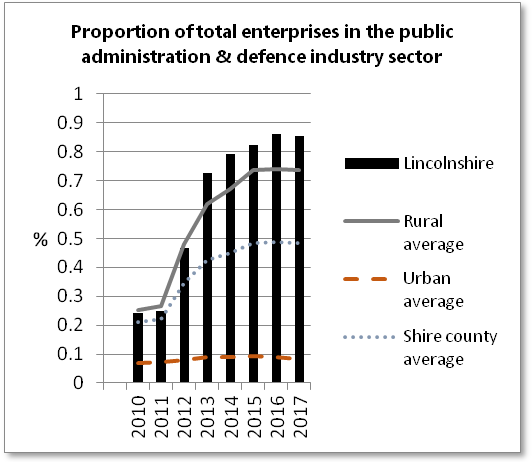 Proportion of total enterprises in the public
administration & defence industry sector
1
0.9
0.8
0.7
0.6
0.5
0.4
0.3
0.2
0.1
0
%
2010
2011
2012
2013
2014
2015
2016
2017
Lincolnshire
Rural
average
Urban
average
Shire county
average